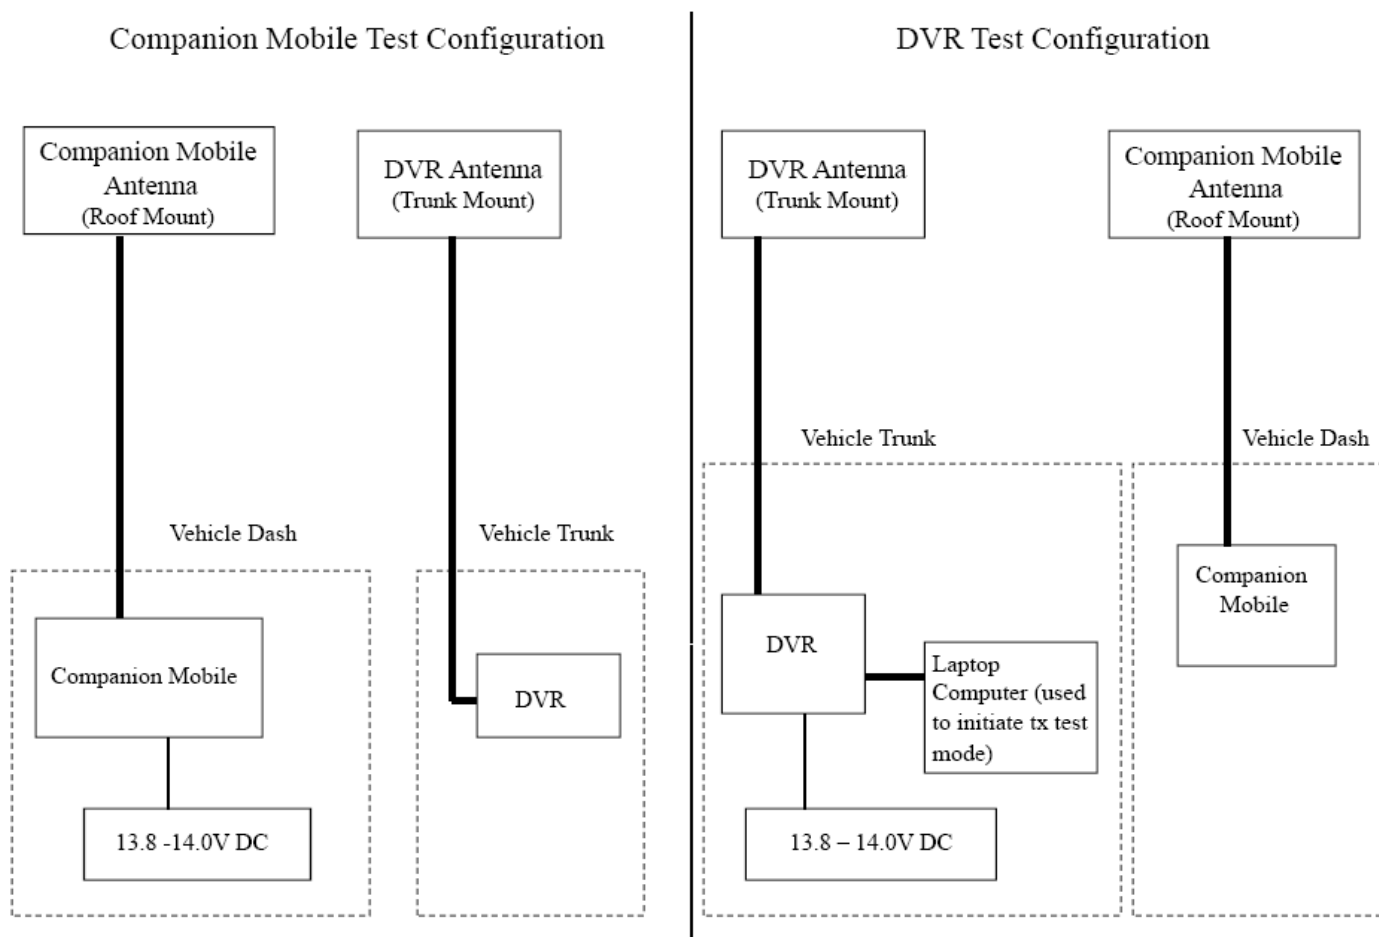 Companion Mobile Test Configuration
Companion Mobile
Antenna
(Roof Mount)
DVR Antenna
(Trunk Mount)
Vehicle Dash
Vehicle Trunk
Companion Mobile
DVR
13.8 -14.0V DC
DVR Test Configuration
DVR Antenna
(Trunk Mount)
Companion Mobile
Antenna
(Roof Mount)
Vehicle Trunk
Vehicle Dash
DVR
Laptop
Computer (used
to initiate tx test
mode)
Companion
Mobile
13.8 – 14.0V DC